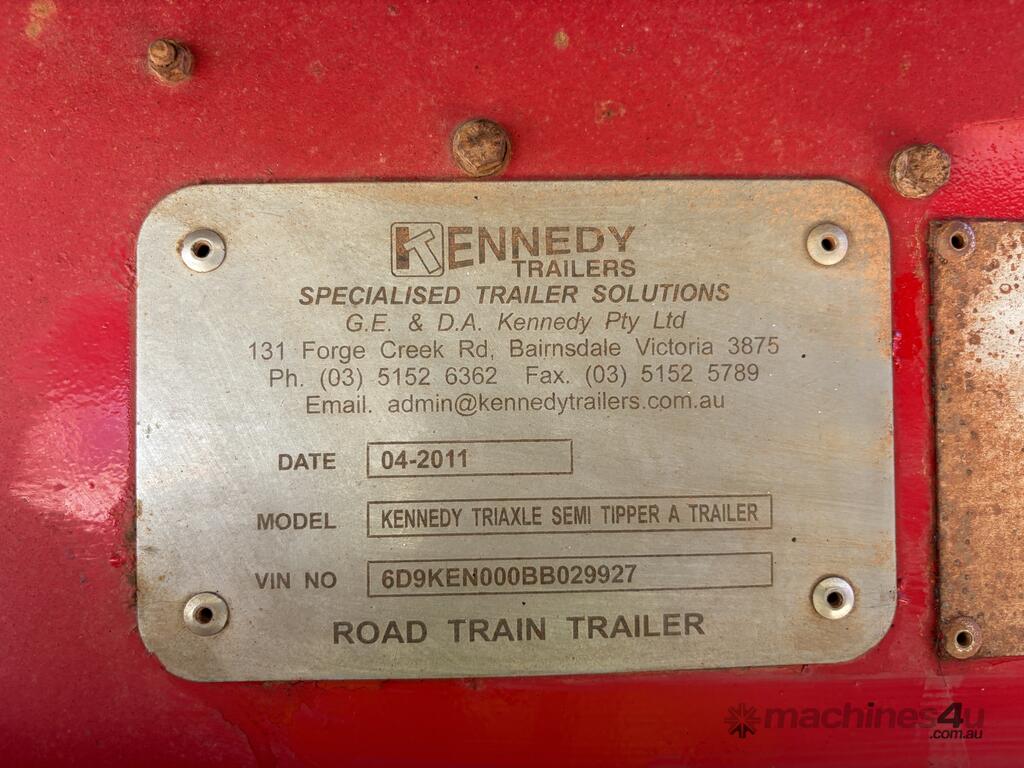 KENNEDY
TRAILERS
SPECIALISED TRAILER SOLUTIONS
G.E. & D.A. Kennedy Pty Ltd
131 Forge Creek Rd, Bairnsdale Victoria 3875
Ph. (03) 5152 6362 Fax. (03) 5152 5789
Email. admin@kennedytrailers.com.au
DATE 04-2011
MODEL KENNEDY TRIAXLE SEMI TIPPER A TRAILER
VIN NO 6D9KEN000BB029927
ROAD TRAIN TRAILER
machines4u
.com.au